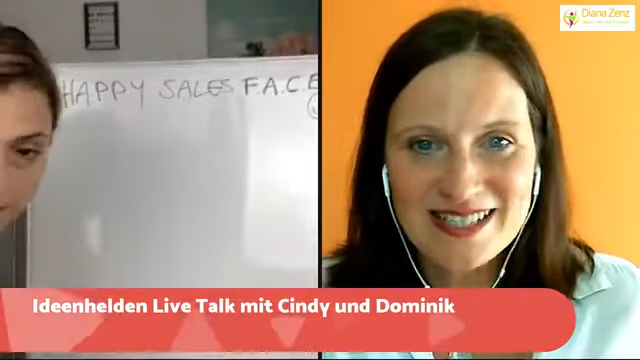 Diana Zenz
HAPPY SALES F.A.C.E
Ideenhelden Live Talk mit Cindy und Dominik